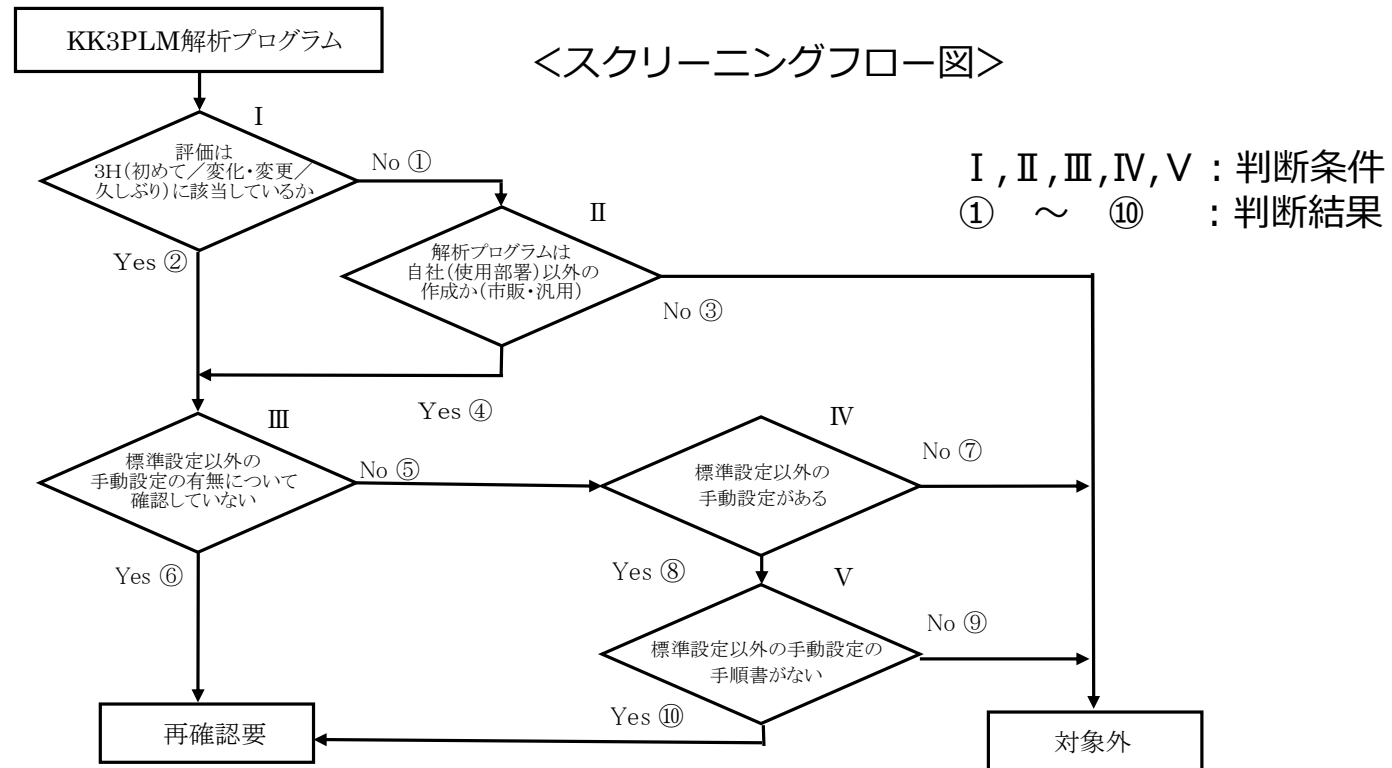 KK3PLM解析プログラム
<スクリーニングフロー図>
Ⅰ
評価は
3H(初めて/変化・変更/
久しぶり)に該当しているか
No ①
Ⅰ,Ⅱ,Ⅲ,Ⅳ,Ⅴ:判断条件
① ~ ⑩ :判断結果
Yes ②
Ⅱ
解析プログラムは
自社(使用部署)以外の
作成か(市販・汎用)
No ③
Yes ④
Ⅲ
標準設定以外の
手動設定の有無について
確認していない
No ⑤
Ⅳ
標準設定以外の
手動設定がある
No ⑦
Yes ⑥
Yes ⑧
Ⅴ
標準設定以外の手動設定の
手順書がない
No ⑨
Yes ⑩
再確認要
対象外